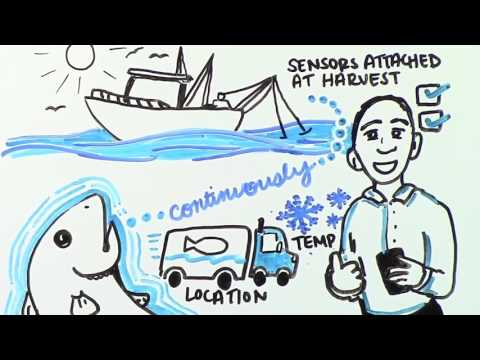 SENSORS ATTACHED
AT HARVEST
continuously
TEMP
LOCATION